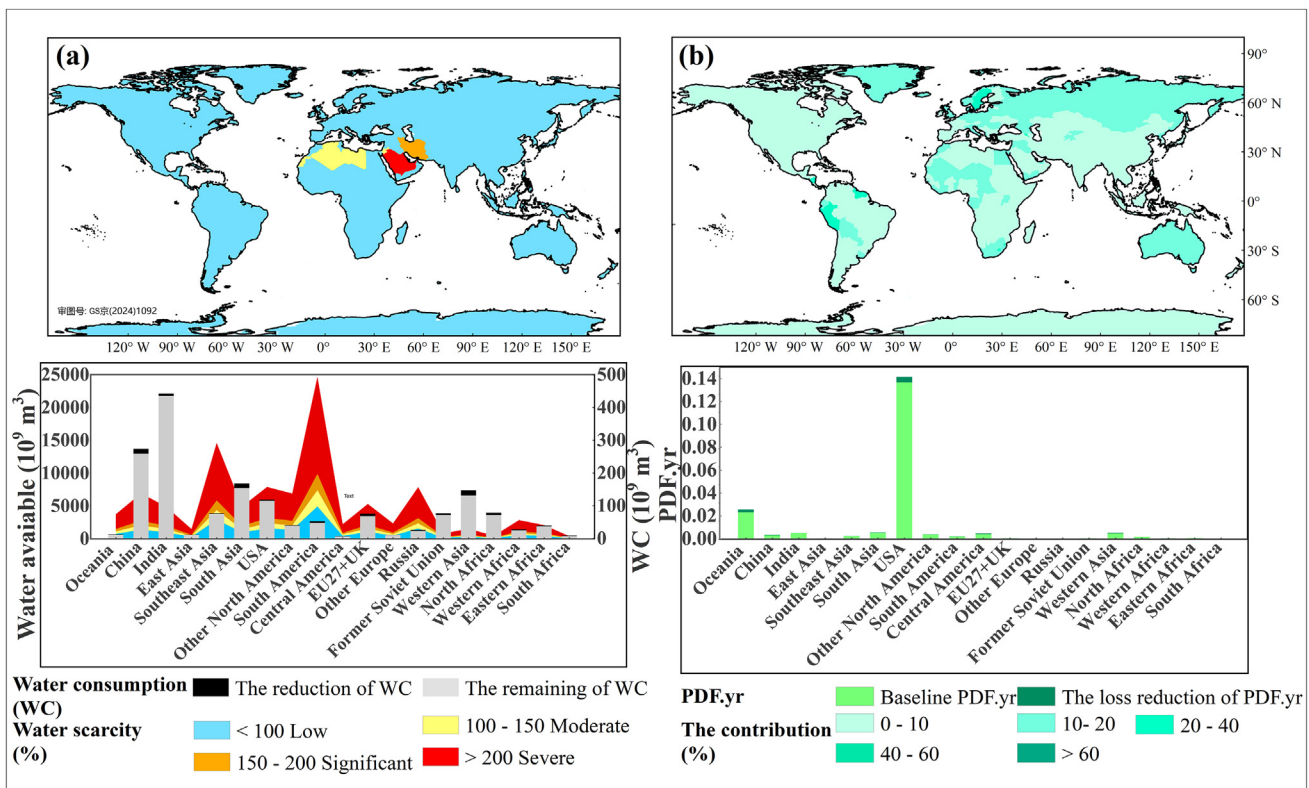 (a)
(b)
90°
60° N
30° N
0°
30° S
60° S
审图号: GS京(2024)1092
120° W 90° W 60° W 30 W 0° 30 E 60° E 90° E 120° E 150° E
120° W 90° W 60° W 30° W 0° 30° E 60° E 90° E 120° E 150° E
Water available (10⁹ m³)
25000
20000
15000
10000
5000
0
500
400
300
200
100
0
WC (10⁹ m³)
Text
Oceania
China
India
East Asia
Southeast Asia
South Asia
USA
Other North America
South America
Central America
EU27+UK
Other Europe
Russia
Former Soviet Union
Western Asia
North Africa
Western Africa
Eastern Africa
South Africa
PDF.yr
0.14
0.12
0.10
0.08
0.06
0.04
0.02
0.00
Oceania
China
India
East Asia
Southeast Asia
South Asia
USA
Other North America
South America
Central America
EU27+UK
Other Europe
Russia
Former Soviet Union
Western Asia
North Africa
Western Africa
Eastern Africa
South Africa
Water consumption
(WC)
The reduction of WC
The remaining of WC
Water scarcity
(%)
< 100 Low
100 - 150 Moderate
150 - 200 Significant
> 200 Severe
PDF.yr
Baseline PDF.yr
The loss reduction of PDF.yr
The contribution
(%)
0 - 10
10- 20
20 - 40
40 - 60
> 60